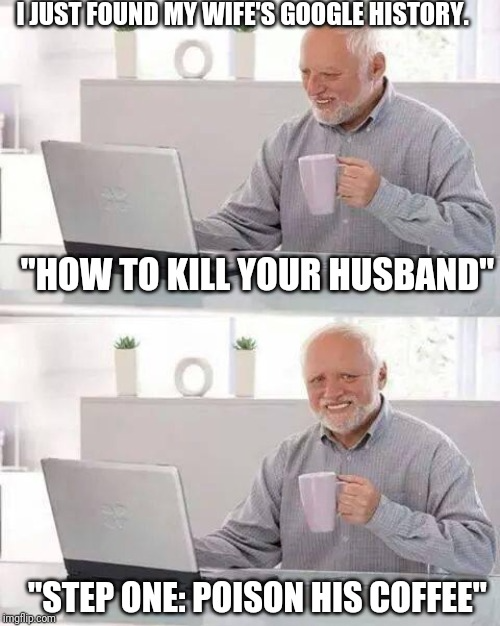 I JUST FOUND MY WIFE'S GOOGLE HISTORY.
"HOW TO KILL YOUR HUSBAND"
"STEP ONE: POISON HIS COFFEE"
imgflip.com